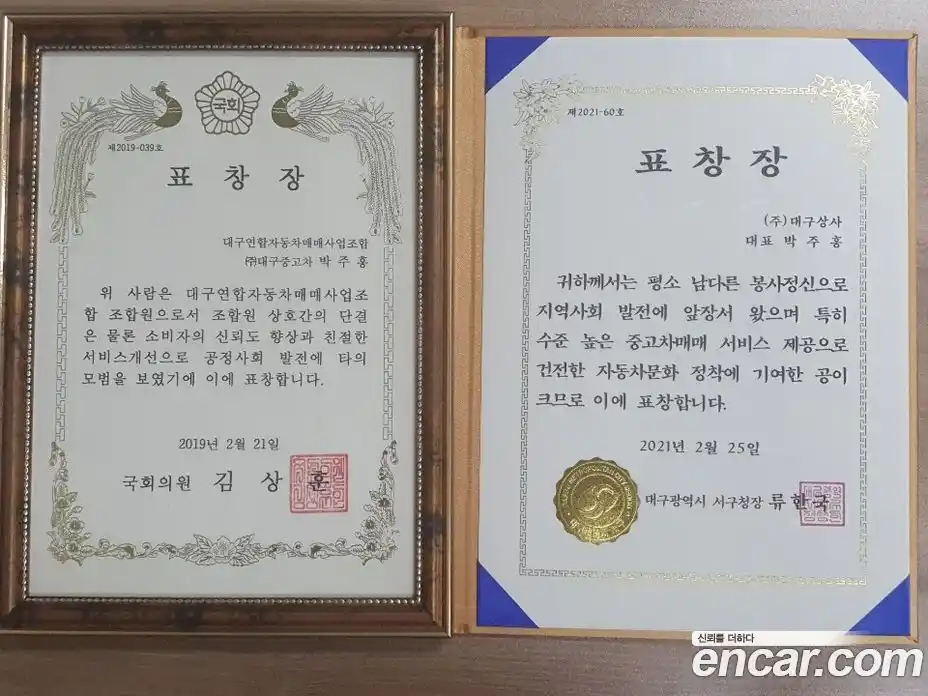 국회
제2019-039호
표 창 장
대구연합자동차매매사업조합
㈜대구중고차 박 주 홍
위 사람은 대구연합자동차매매사업조
합 조합원으로서 조합원 상호간의 단결
은 물론 소비자의 신뢰도 향상과 친절한
서비스개선으로 공정사회 발전에 타의
모범을 보였기에 이에 표창합니다.
2019년 2월 21일
국회의원 김 상 훈
제2021-60호
표 창 장
(주)대구상사
대표 박 주 홍
귀하께서는 평소 남다른 봉사정신으로
지역사회 발전에 앞장서 왔으며 특히
수준 높은 중고차매매 서비스 제공으로
건전한 자동차문화 정착에 기여한 공이
크므로 이에 표창합니다.
2021년 2월 25일
대구광역시 서구청장 류 한 국
신뢰를 더하다
encar.com